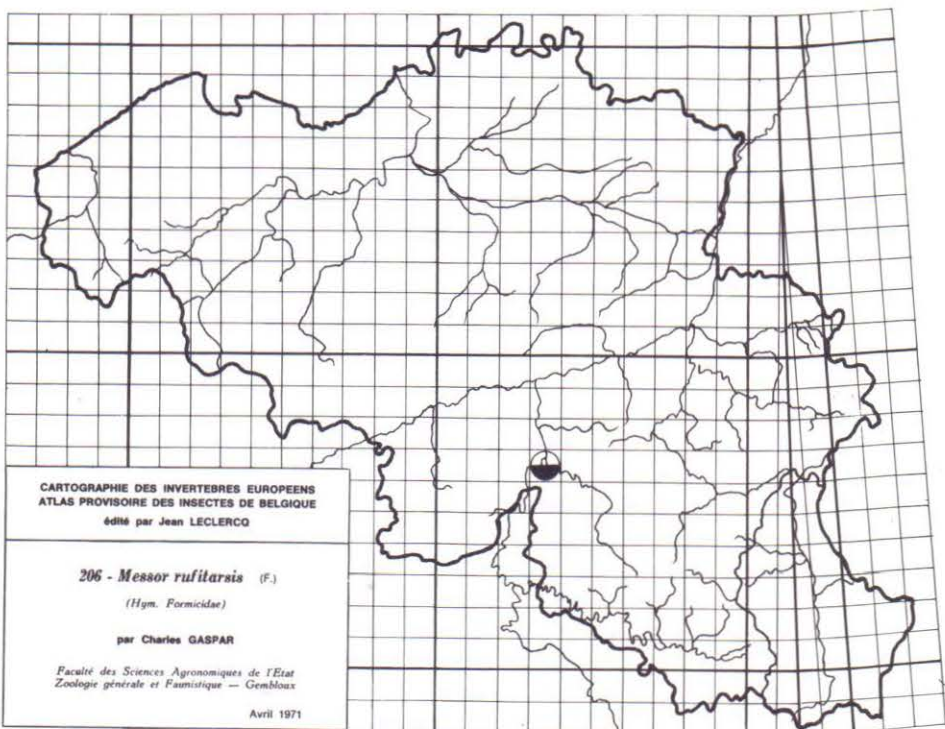 CARTOGRAPHIE DES INVERTEBRES EUROPEENS
ATLAS PROVISOIRE DES INSECTES DE BELGIQUE
édité par Jean LECLERCQ
206 - Messor rufitarsis (F.)
(Hym. Formicidae)
par Charles GASPAR
Faculté des Sciences Agronomiques de l'Etat
Zoologie générale et Faunistique — Gembloux
Avril 1971